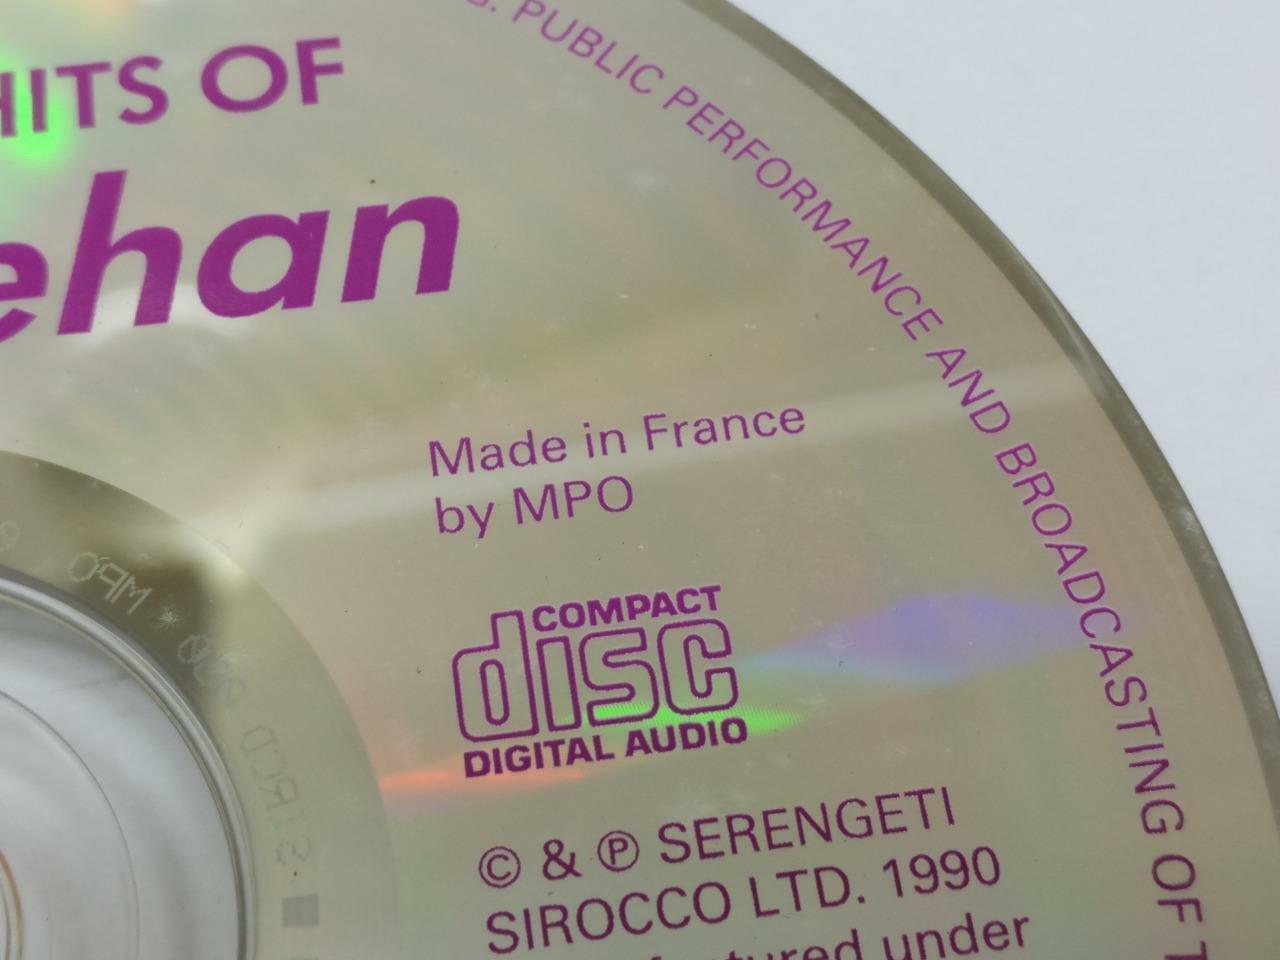 HITS OF
ehan
Made in France
by MPO
COMPACT
disc
DIGITAL AUDIO
© & ℗ SERENGETI
SIROCCO LTD. 1990
under
PUBLIC PERFORMANCE AND BROADCASTING OF
MPO